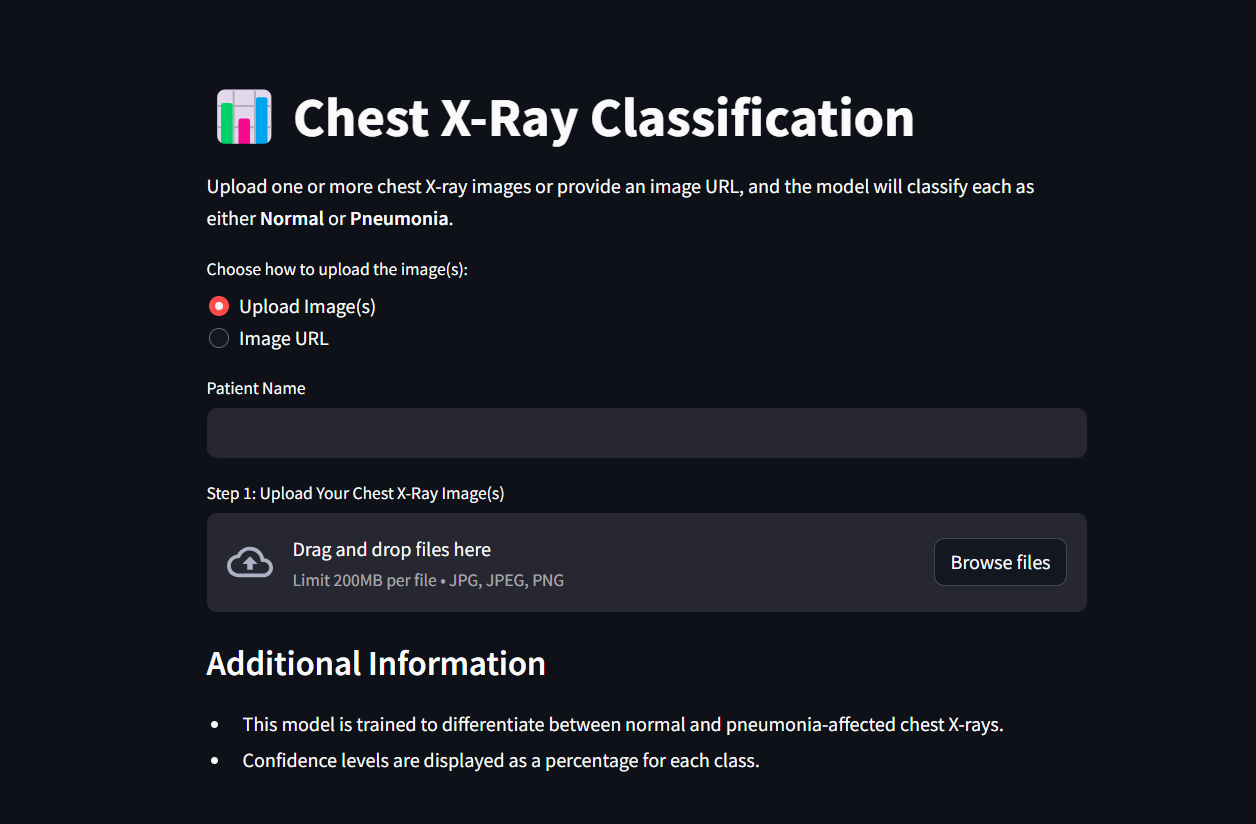 Chest X-Ray Classification
Upload one or more chest X-ray images or provide an image URL, and the model will classify each as
either Normal or Pneumonia.
Choose how to upload the image(s):
Upload Image(s)
Image URL
Patient Name
Step 1: Upload Your Chest X-Ray Image(s)
Drag and drop files here
Limit 200MB per file • JPG, JPEG, PNG
Browse files
Additional Information
• This model is trained to differentiate between normal and pneumonia-affected chest X-rays.
• Confidence levels are displayed as a percentage for each class.